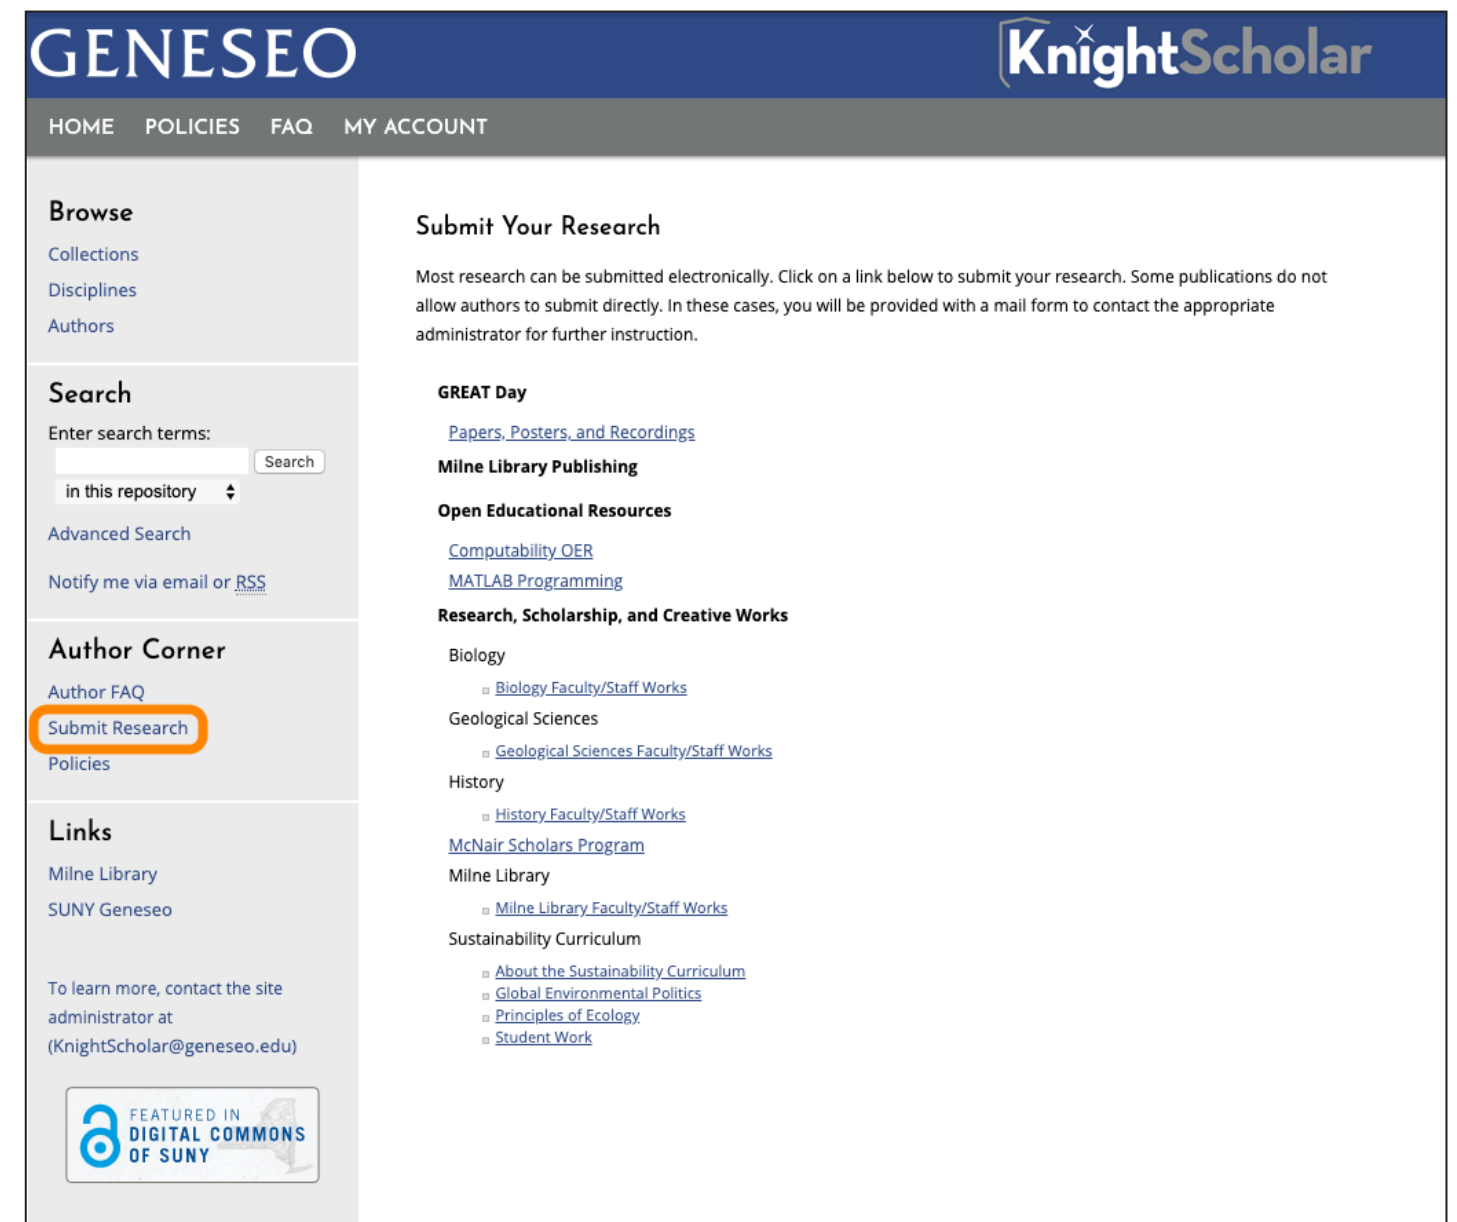 GENESEO
KnightScholar
HOME POLICIES FAQ MY ACCOUNT
Browse
Collections
Disciplines
Authors
Search
Enter search terms:
Search
in this repository
Advanced Search
Notify me via email or RSS
Author Corner
Author FAQ
Submit Research
Policies
Links
Milne Library
SUNY Geneseo
To learn more, contact the site
administrator at
(KnightScholar@geneseo.edu)
FEATURED IN
DIGITAL COMMONS
OF SUNY
Submit Your Research
Most research can be submitted electronically. Click on a link below to submit your research. Some publications do not
allow authors to submit directly. In these cases, you will be provided with a mail form to contact the appropriate
administrator for further instruction.
GREAT Day
Papers, Posters, and Recordings
Milne Library Publishing
Open Educational Resources
Computability OER
MATLAB Programming
Research, Scholarship, and Creative Works
Biology
Biology Faculty/Staff Works
Geological Sciences
Geological Sciences Faculty/Staff Works
History
History Faculty/Staff Works
McNair Scholars Program
Milne Library
Milne Library Faculty/Staff Works
Sustainability Curriculum
About the Sustainability Curriculum
Global Environmental Politics
Principles of Ecology
Student Work